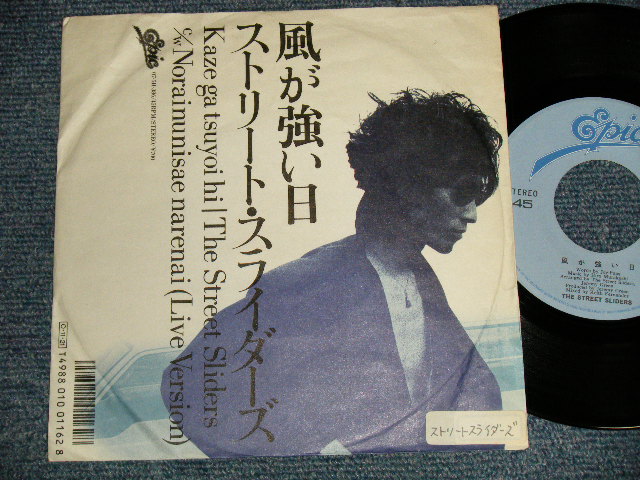 風が強い日
ストリート・スライダーズ
Kaze ga tsuyoi hi | The Street Sliders
c/w Norainumisae narenai (Live Version)
Epic
T4988 010 01162 8
ストリートスライダーズ
Epic
STEREO
45
風が強い日
THE STREET SLIDERS